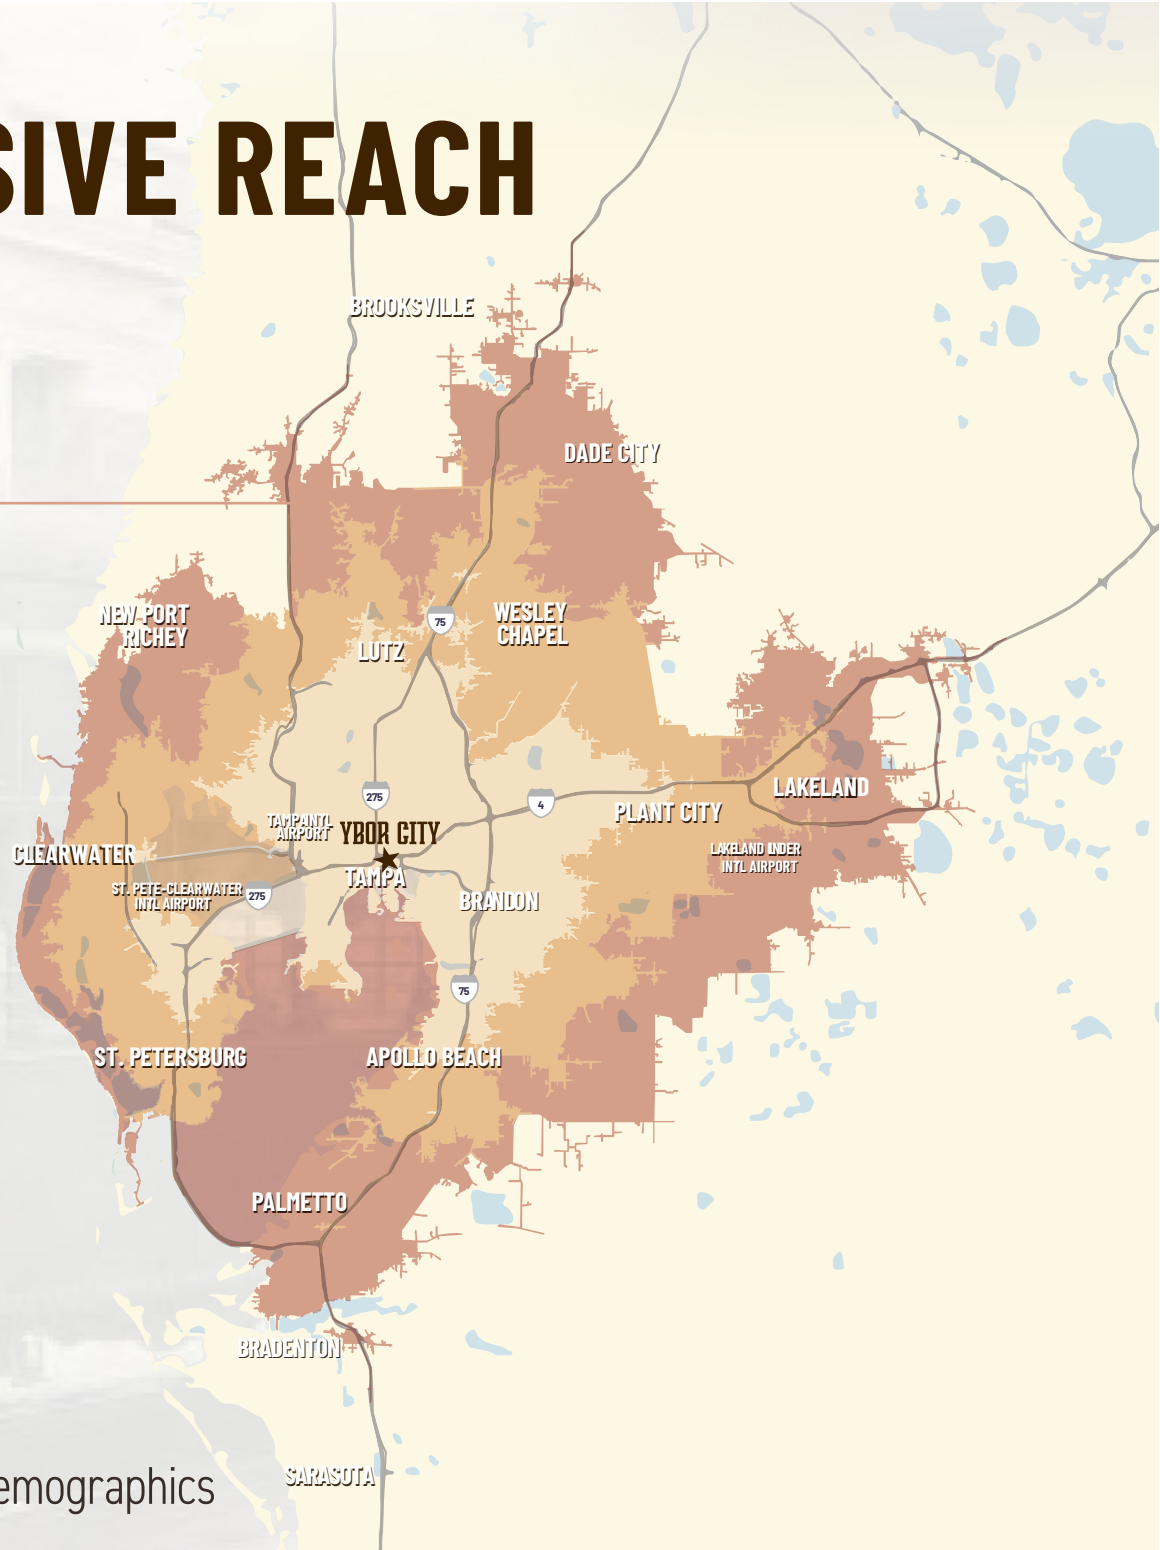 SIVE REACH
BROOKSVILLE
DADE CITY
NEW PORT
RICHEY
WESLEY
CHAPEL
75
LUTZ
LAKELAND
275
4
PLANT CITY
TAMPA INTL
AIRPORT
YBOR CITY
CLEARWATER
LAKELAND LINDER
INTL AIRPORT
TAMPA
ST. PETE-CLEARWATER
INTL AIRPORT
275
BRANDON
75
ST. PETERSBURG
APOLLO BEACH
PALMETTO
BRADENTON
SARASOTA
emographics